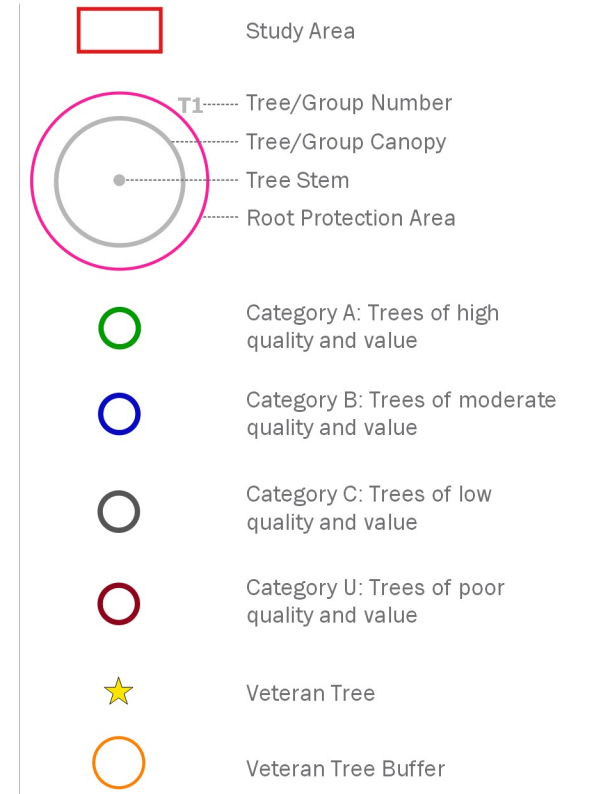 Study Area
T1
Tree/Group Number
Tree/Group Canopy
Tree Stem
Root Protection Area
Category A: Trees of high
quality and value
Category B: Trees of moderate
quality and value
Category C: Trees of low
quality and value
Category U: Trees of poor
quality and value
Veteran Tree
Veteran Tree Buffer